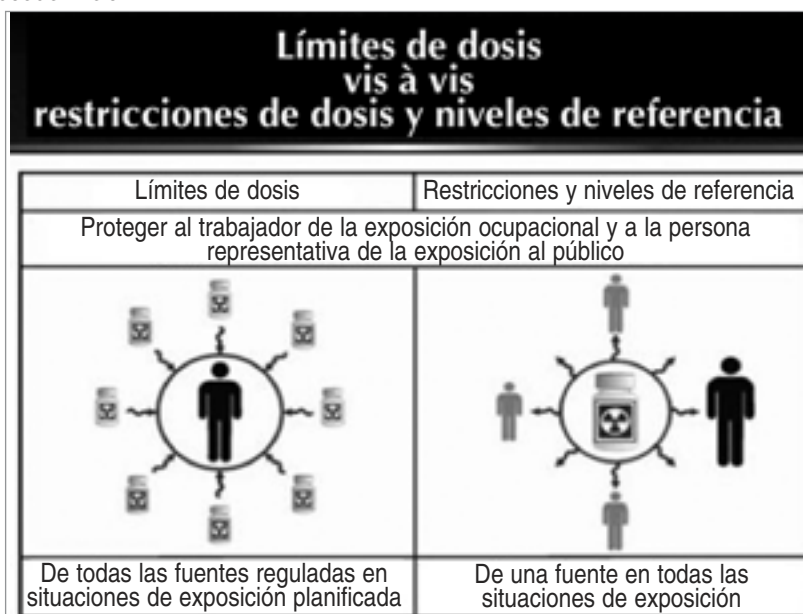 Límites de dosis
vis à vis
restricciones de dosis y niveles de referencia
Límites de dosis
Restricciones y niveles de referencia
Proteger al trabajador de la exposición ocupacional y a la persona
representativa de la exposición al público
De todas las fuentes reguladas en
situaciones de exposición planificada
De una fuente en todas las
situaciones de exposición